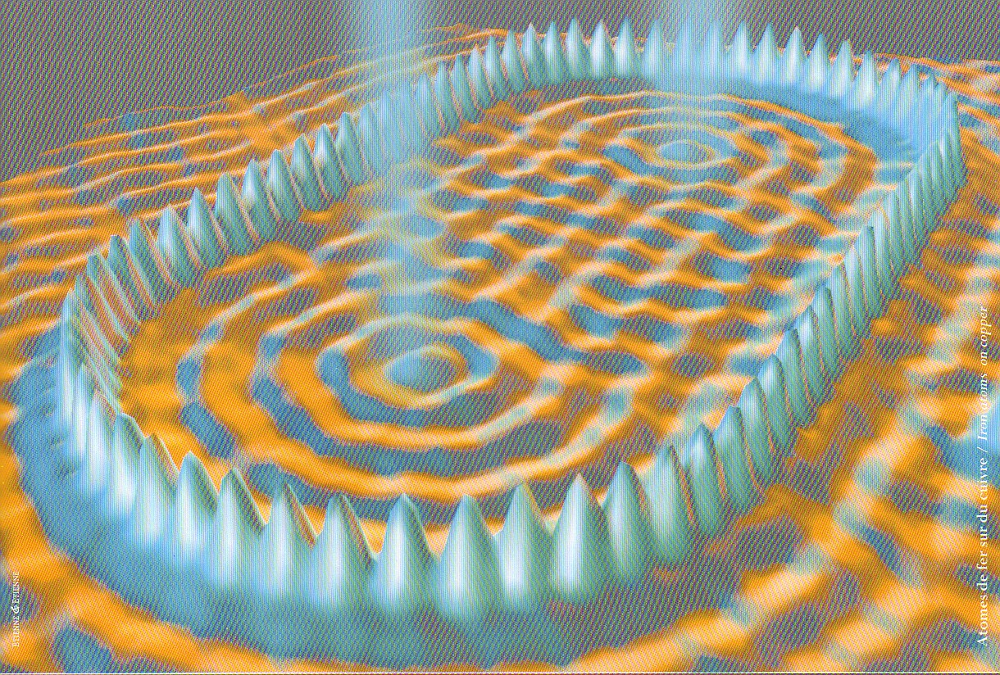 ETIENNE & ETIENNE
Atomes de fer sur du cuivre / Iron atoms on copper